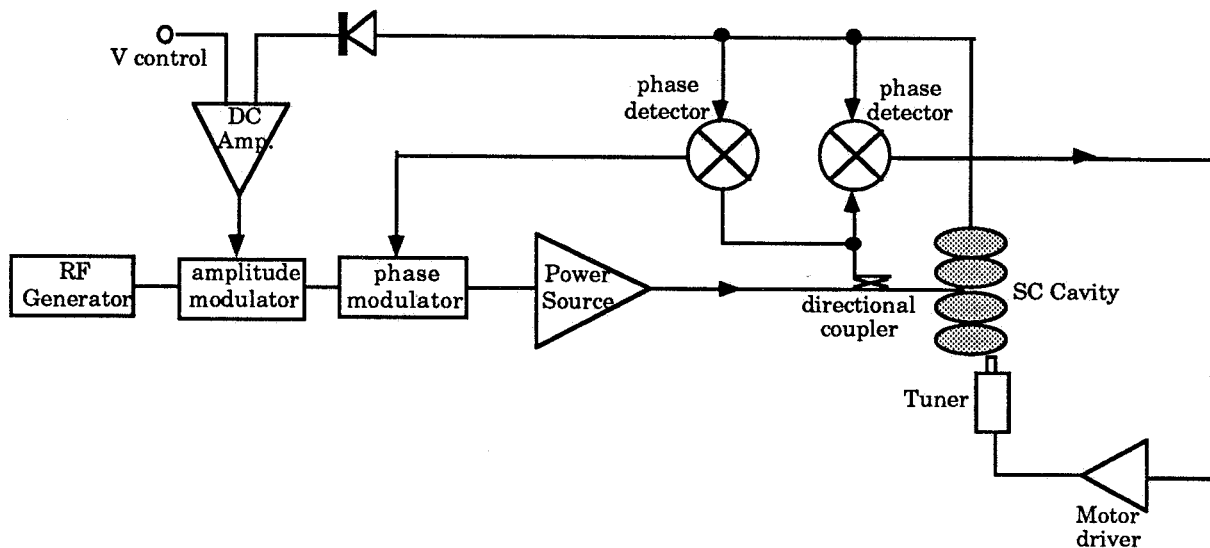 V control
DC
Amp.
phase
detector
phase
detector
RF
Generator
amplitude
modulator
phase
modulator
Power
Source
directional
coupler
SC Cavity
Tuner
Motor
driver